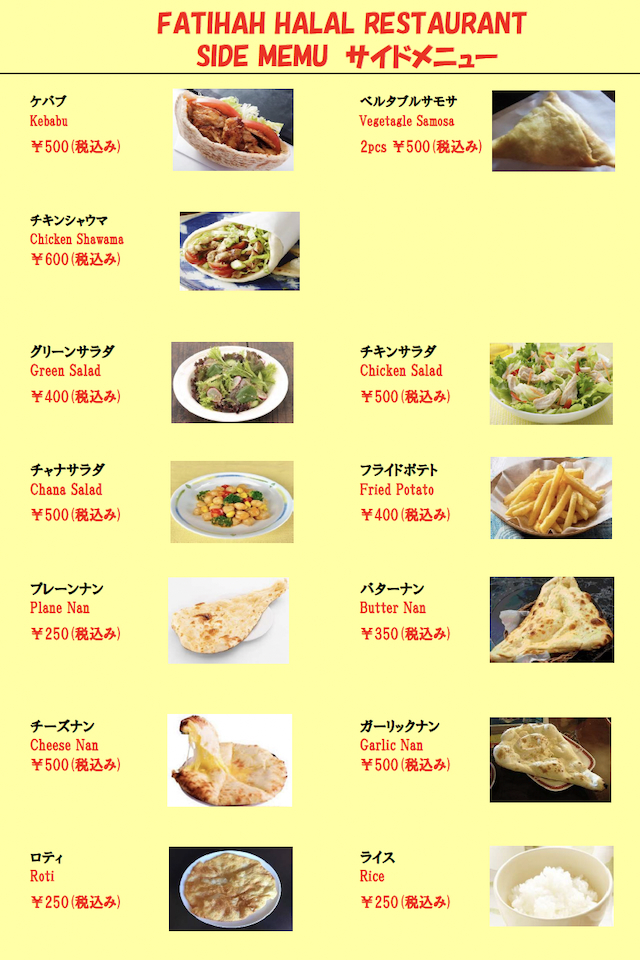 FATIHAH HALAL RESTAURANT
SIDE MEMU サイドメニュー
ケバブ
Kebabu
￥500(税込み)
ベルタブルサモサ
Vegetagle Samosa
2pcs ￥500(税込み)
チキンシャウマ
Chicken Shawama
￥600(税込み)
グリーンサラダ
Green Salad
￥400(税込み)
チキンサラダ
Chicken Salad
￥500(税込み)
チャナサラダ
Chana Salad
￥500(税込み)
フライドポテト
Fried Potato
￥400(税込み)
プレーンナン
Plane Nan
￥250(税込み)
バターナン
Butter Nan
￥350(税込み)
チーズナン
Cheese Nan
￥500(税込み)
ガーリックナン
Garlic Nan
￥500(税込み)
ロティ
Roti
￥250(税込み)
ライス
Rice
￥250(税込み)